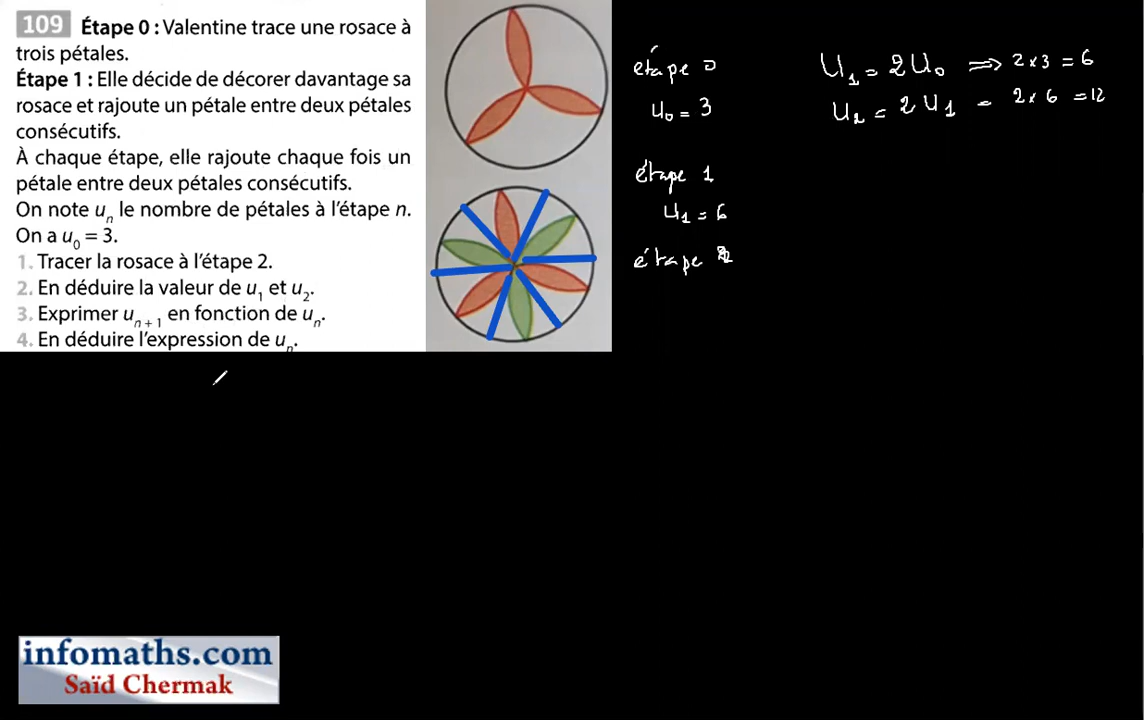 109 Étape 0 : Valentine trace une rosace à
trois pétales.
Étape 1 : Elle décide de décorer davantage sa
rosace et rajoute un pétale entre deux pétales
consécutifs.
À chaque étape, elle rajoute chaque fois un
pétale entre deux pétales consécutifs.
On note uₙ le nombre de pétales à l'étape n.
On a u₀ = 3.
1. Tracer la rosace à l'étape 2.
2. En déduire la valeur de u₁ et u₂.
3. Exprimer uₙ₊₁ en fonction de uₙ.
4. En déduire l'expression de uₙ.
étape 0
u₀ = 3
étape 1
u₁ = 6
étape 2
U₁ = 2U₀ ⟹ 2×3 = 6
U₂ = 2U₁ = 2×6 = 12
infomaths.com
Saïd Chermak